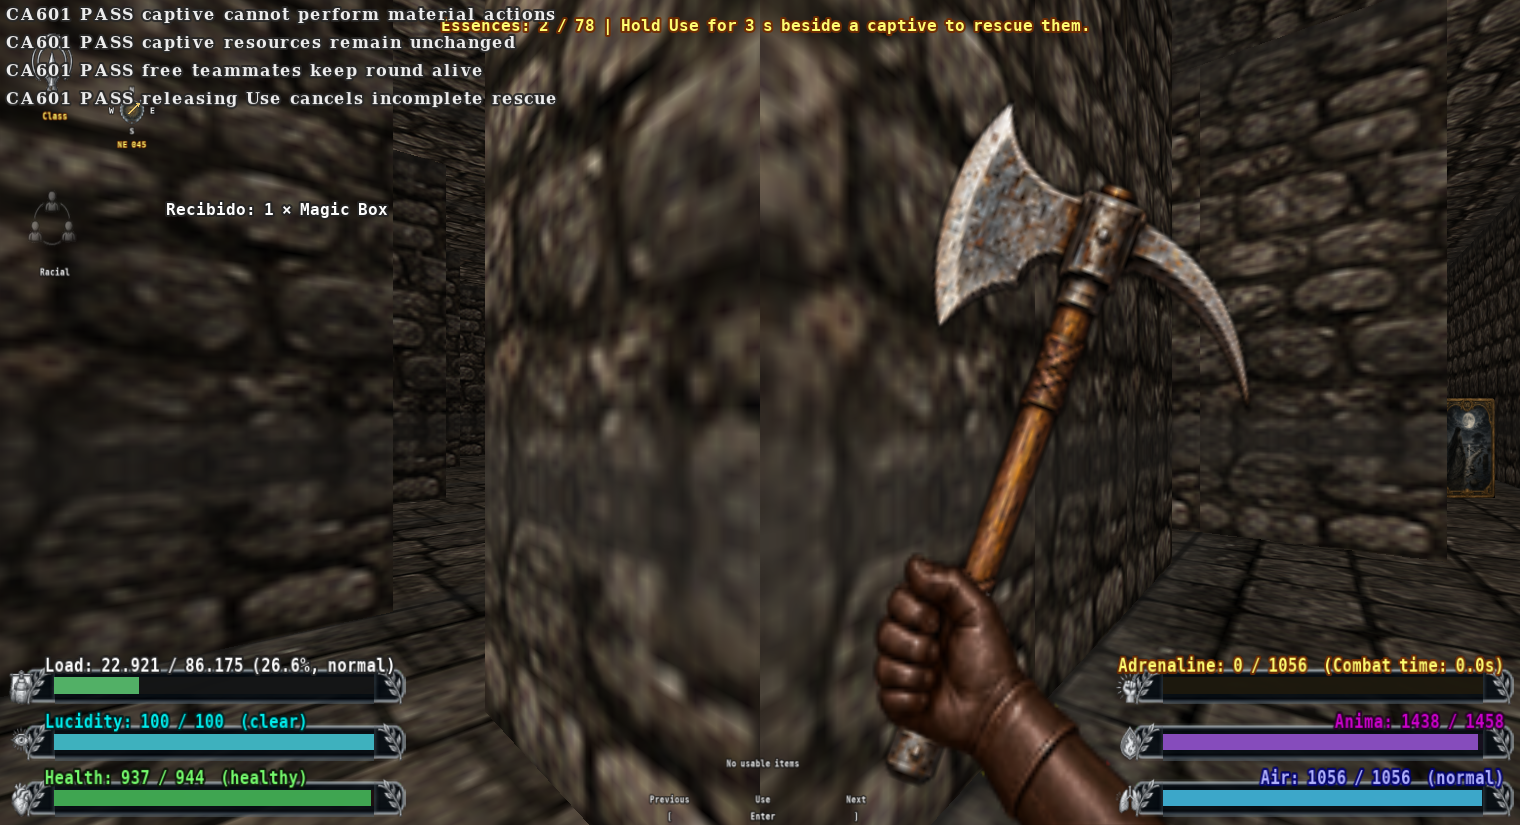 CA601 PASS captive cannot perform material actions
Essences: 2 / 78 | Hold Use for 3 s beside a captive to rescue them.
CA601 PASS captive resources remain unchanged
CA601 PASS free teammates keep round alive
CA601 PASS releasing Use cancels incomplete rescue
W E
Class
S
NE 045
Recibido: 1 × Magic Box
Racial
Load: 22.921 / 86.175 (26.6%, normal)
Adrenaline: 0 / 1056 (Combat time: 0.0s)
Lucidity: 100 / 100 (clear)
Anima: 1438 / 1458
Health: 937 / 944 (healthy)
Air: 1056 / 1056 (normal)
No usable items
Previous Use Next
[ Enter ]